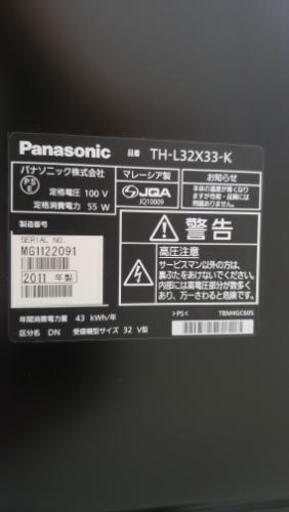 Panasonic 品番 TH-L32X33-K
パナソニック株式会社
PS E
定格電圧 100 V
定格消費電力 55 W
マレーシア製
JQA
JQ10009
お知らせ
製造番号
SERIAL NO.
MG1122091
2011 年製
警告
高圧注意
サービスマン以外の方は、
裏ぶたをあけないでください。
内部には高電圧部分が数多く
あり、万一さわると危険です。
年間消費電力量 43 kWh/年
区分名 DN 受信機型サイズ 32 V型
>PS<